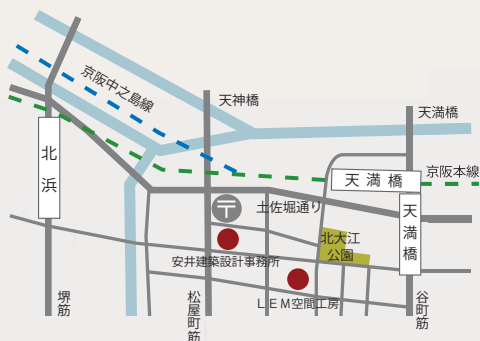 京阪中之島線
天神橋
天満橋
北浜
京阪本線
天満橋
天満橋
土佐堀通り
北大江
公園
安井建築設計事務所
ＬＥＭ空間工房
堺筋
松屋町筋
谷町筋